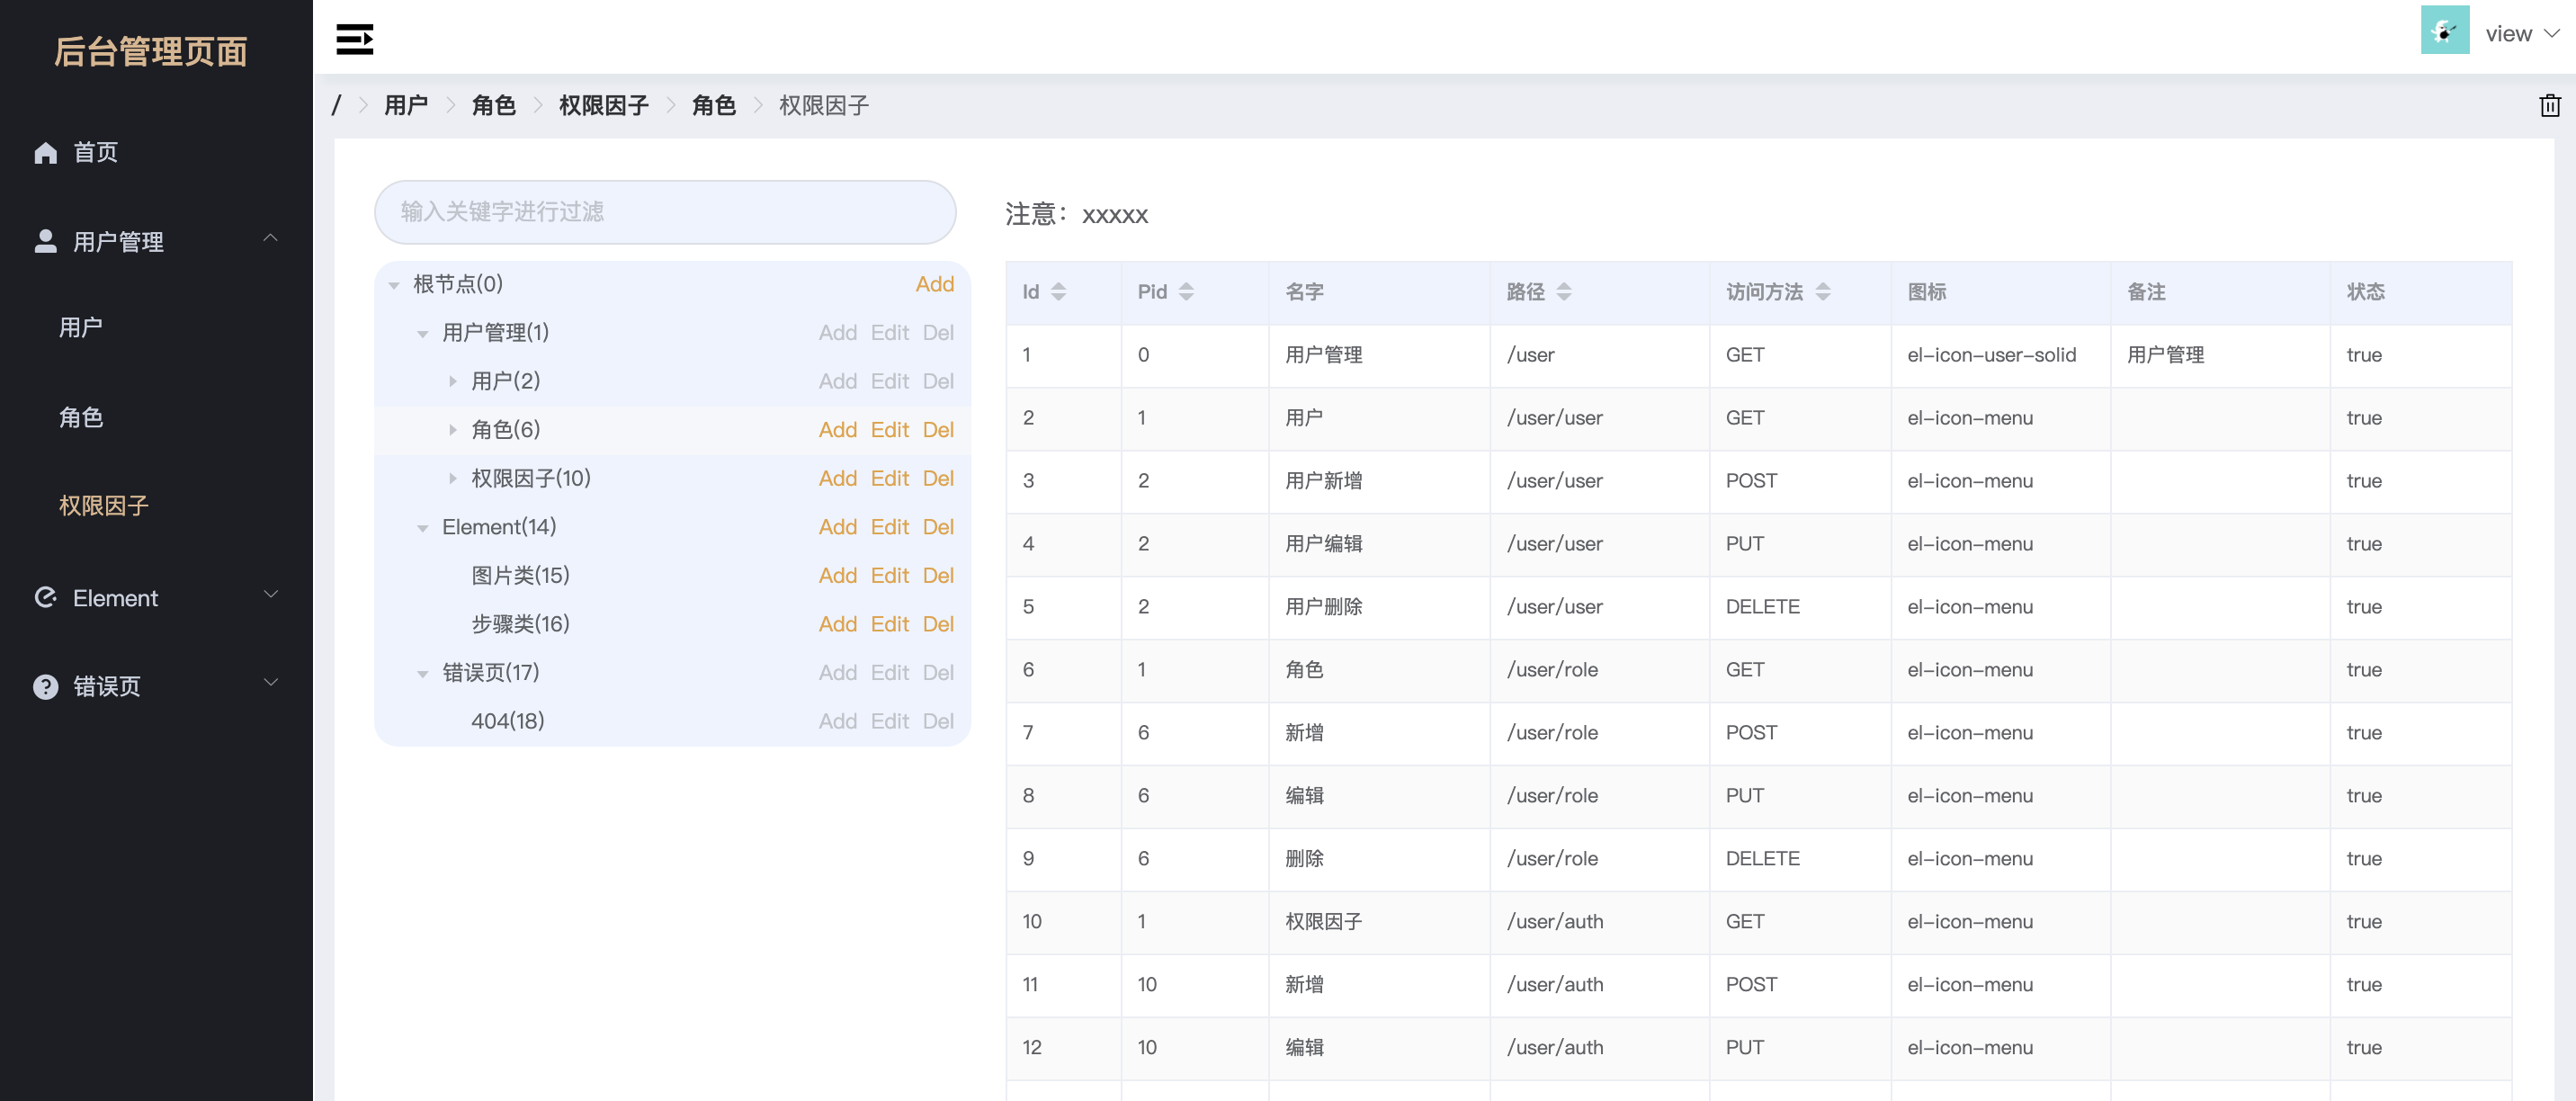 后台管理页面
首页
用户管理
用户
角色
权限因子
Element
错误页
view
/ 用户 角色 权限因子 角色 权限因子
输入关键字进行过滤
根节点(0) Add
用户管理(1) Add Edit Del
用户(2) Add Edit Del
角色(6) Add Edit Del
权限因子(10) Add Edit Del
Element(14) Add Edit Del
图片类(15) Add Edit Del
步骤类(16) Add Edit Del
错误页(17) Add Edit Del
404(18) Add Edit Del
注意：xxxxx
Id Pid 名字 路径 访问方法 图标 备注 状态
1 0 用户管理 /user GET el-icon-user-solid 用户管理 true
2 1 用户 /user/user GET el-icon-menu true
3 2 用户新增 /user/user POST el-icon-menu true
4 2 用户编辑 /user/user PUT el-icon-menu true
5 2 用户删除 /user/user DELETE el-icon-menu true
6 1 角色 /user/role GET el-icon-menu true
7 6 新增 /user/role POST el-icon-menu true
8 6 编辑 /user/role PUT el-icon-menu true
9 6 删除 /user/role DELETE el-icon-menu true
10 1 权限因子 /user/auth GET el-icon-menu true
11 10 新增 /user/auth POST el-icon-menu true
12 10 编辑 /user/auth PUT el-icon-menu true